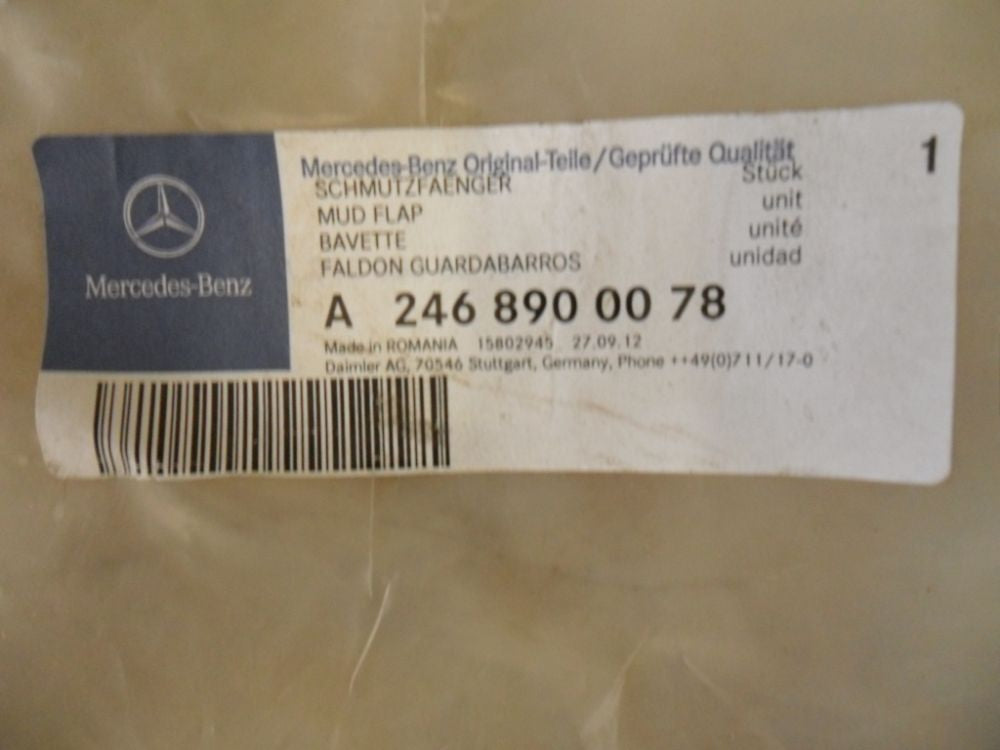 Mercedes-Benz
Mercedes-Benz Original-Teile/Geprüfte Qualität
1
SCHMUTZFAENGER Stück
MUD FLAP unit
BAVETTE unité
FALDON GUARDABARROS unidad
A 246 890 00 78
Made in ROMANIA 15802945 27.09.12
Daimler AG, 70546 Stuttgart, Germany, Phone ++49(0)711/17-0